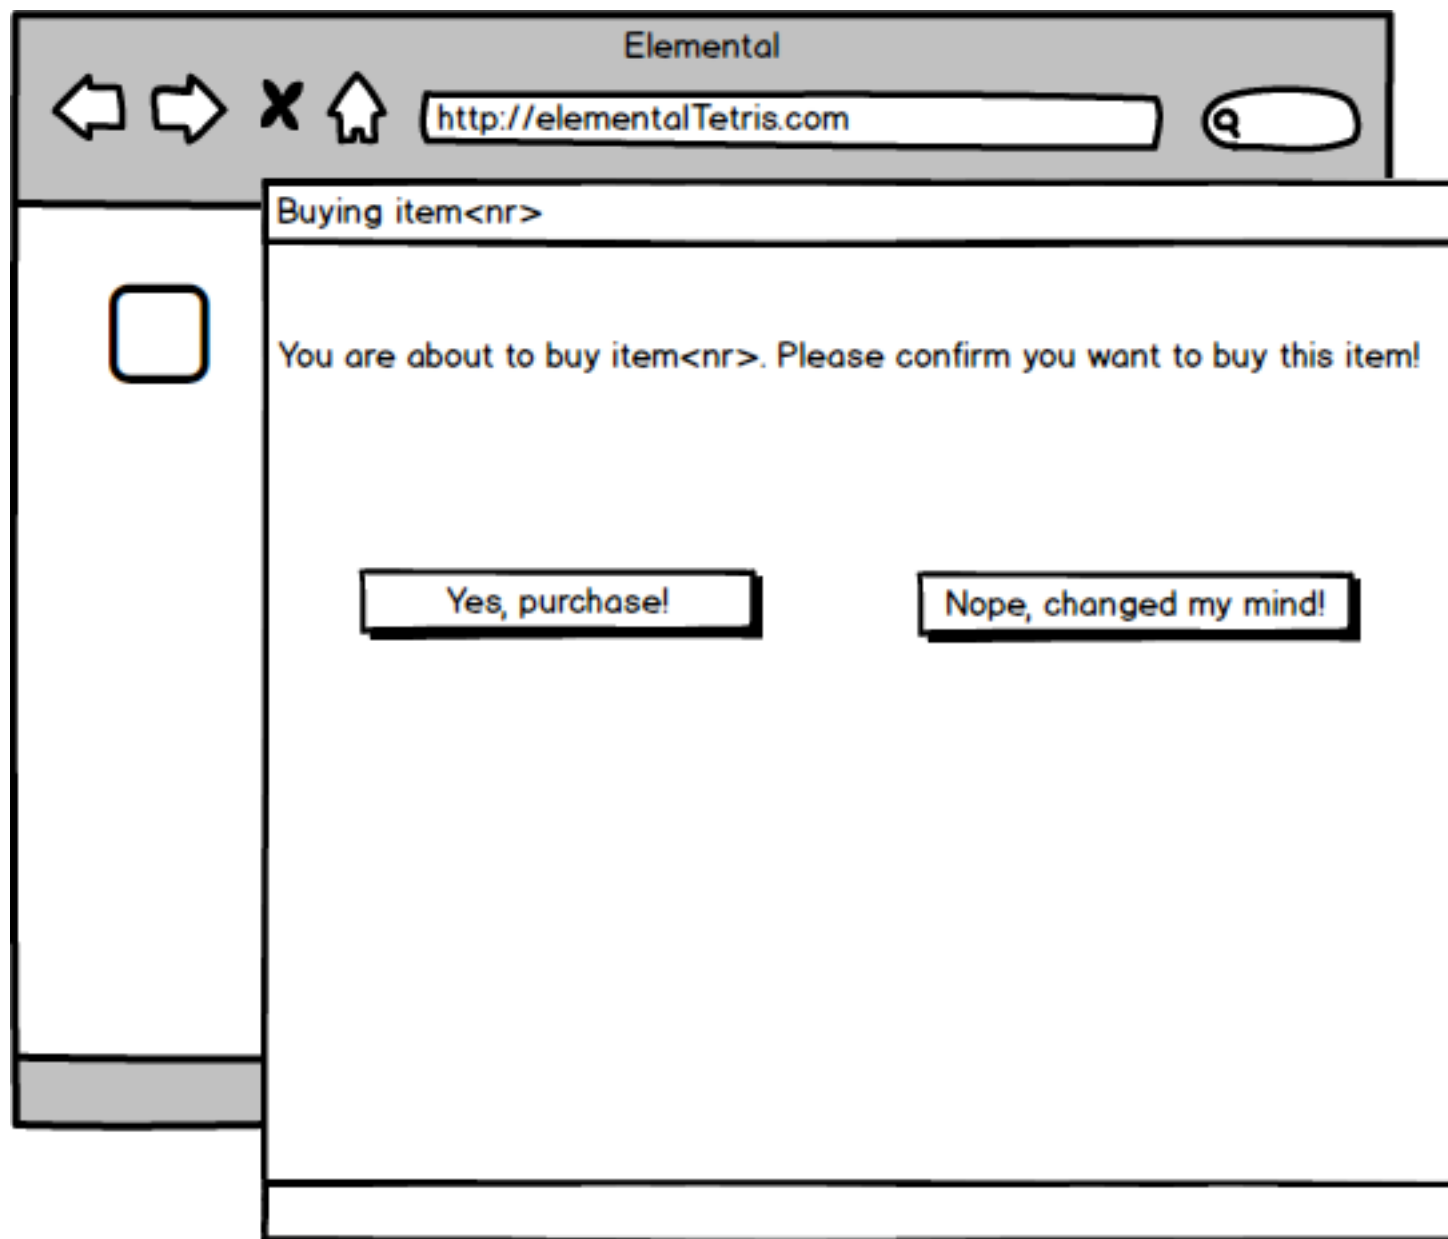 Elemental
http://elementalTetris.com
Buying item<nr>
You are about to buy item<nr>. Please confirm you want to buy this item!
Yes, purchase!
Nope, changed my mind!